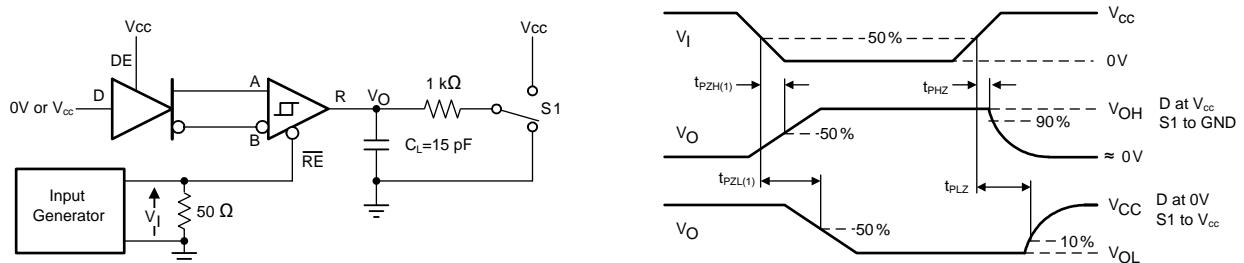 Vcc
DE
D
0V or Vcc
A
B
R
VO
RE
1 kΩ
Vcc
S1
CL=15 pF
Input
Generator
VI
50 Ω
VI
50%
Vcc
0V
tPZH(1)
tPHZ
VO
50%
VOH
90%
≈ 0V
D at Vcc
S1 to GND
tPZL(1)
tPLZ
VO
50%
VCC
10%
VOL
D at 0V
S1 to Vcc